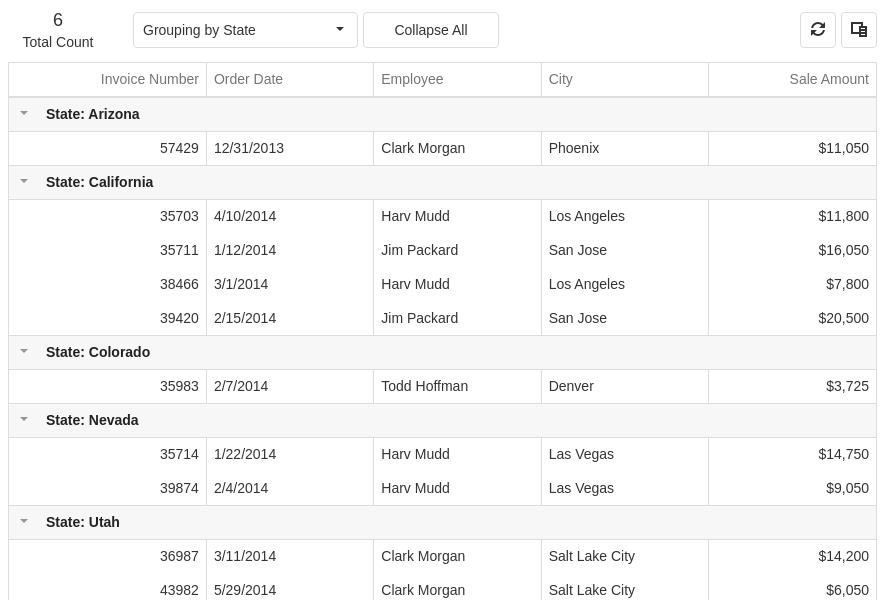 6
Total Count
Grouping by State
Collapse All
Invoice Number Order Date Employee City Sale Amount
State: Arizona
57429 12/31/2013 Clark Morgan Phoenix $11,050
State: California
35703 4/10/2014 Harv Mudd Los Angeles $11,800
35711 1/12/2014 Jim Packard San Jose $16,050
38466 3/1/2014 Harv Mudd Los Angeles $7,800
39420 2/15/2014 Jim Packard San Jose $20,500
State: Colorado
35983 2/7/2014 Todd Hoffman Denver $3,725
State: Nevada
35714 1/22/2014 Harv Mudd Las Vegas $14,750
39874 2/4/2014 Harv Mudd Las Vegas $9,050
State: Utah
36987 3/11/2014 Clark Morgan Salt Lake City $14,200
43982 5/29/2014 Clark Morgan Salt Lake City $6,050